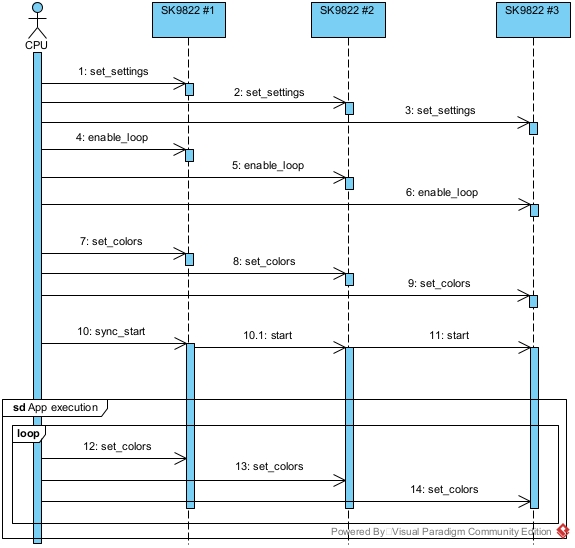 SK9822 #1
SK9822 #2
SK9822 #3
CPU
1: set_settings
2: set_settings
3: set_settings
4: enable_loop
5: enable_loop
6: enable_loop
7: set_colors
8: set_colors
9: set_colors
10: sync_start
10.1: start
11: start
sd App execution
loop
12: set_colors
13: set_colors
14: set_colors
Powered By Visual Paradigm Community Edition